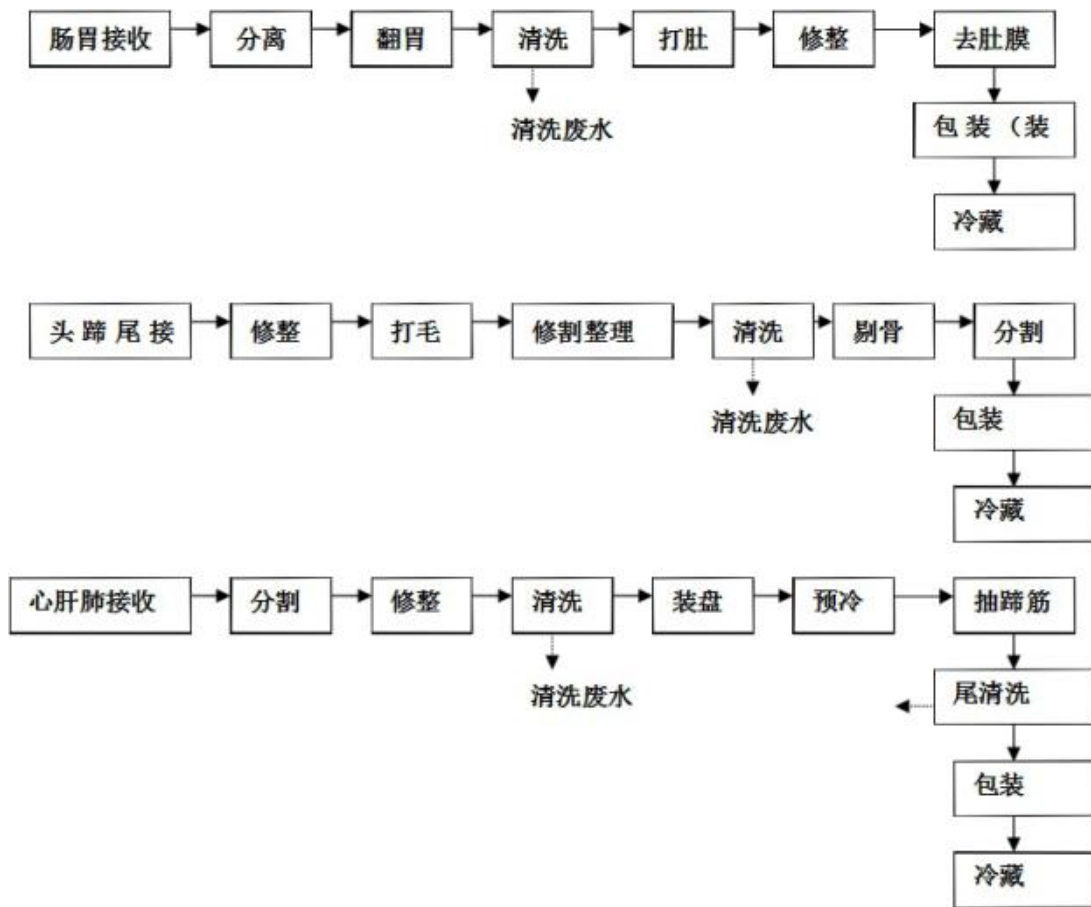 肠胃接收 分离 翻胃 清洗 打肚 修整 去肚膜
清洗废水
包装（装
冷藏
头蹄尾接 修整 打毛 修割整理 清洗 剔骨 分割
清洗废水
包装
冷藏
心肝肺接收 分割 修整 清洗 装盘 预冷 抽蹄筋
清洗废水
尾清洗
包装
冷藏